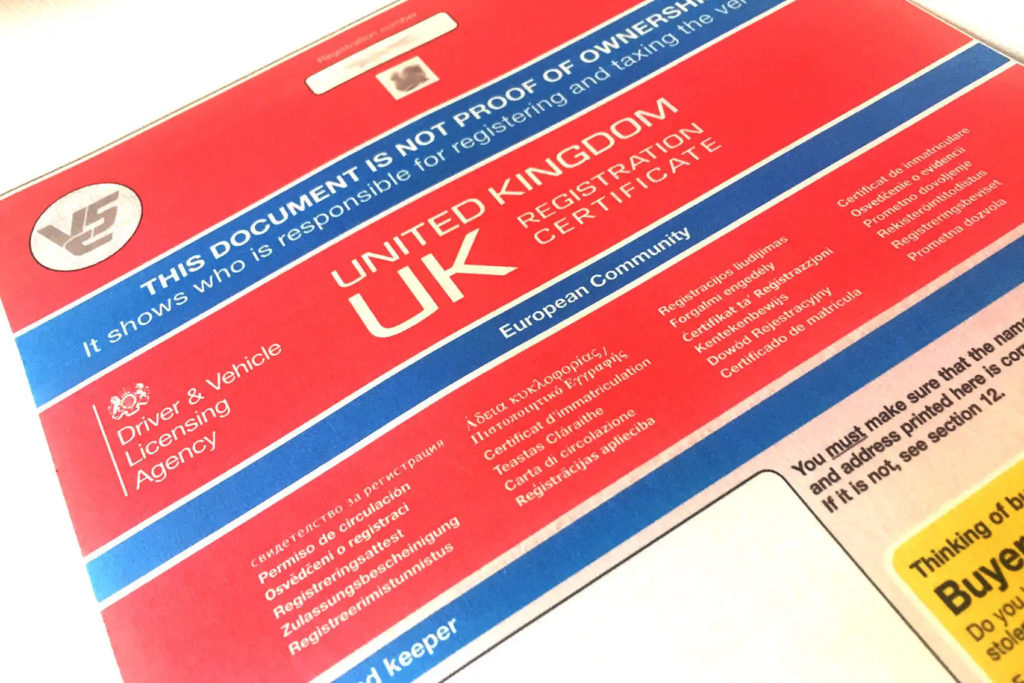 Registration number
THIS DOCUMENT IS NOT PROOF OF OWNERSHI
It shows who is responsible for registering and taxing the ve
V5C
UNITED KINGDOM
UK
REGISTRATION
CERTIFICATE
Driver & Vehicle
Licensing
Agency
European Community
свидетелство за регистрация
Permiso de circulación
Osvědčení o registraci
Registreringsattest
Zulassungsbescheinigung
Registreerimistunnistus
Άδεια κυκλοφορίας/
Πιστοποιητικό Εγγραφής
Certificat d'immatriculation
Teastas Cláraithe
Carta di circolazione
Reģistrācijas apliecība
Registracijos liudijimas
Forgalmi engedély
Ċertifikat ta' Reġistrazzjoni
Kentekenbewijs
Dowód Rejestracyjny
Certificado de matrícula
Certificat de inmatriculare
Osvedčenie o evidencii
Prometno dovoljenje
Rekisteröintitodistus
Registreringsbeviset
Prometna dozvola
d keeper
You must make sure that the nam
and address printed here is cor
If it is not, see section 12.
Thinking of bu
Buyer
Do you
stole